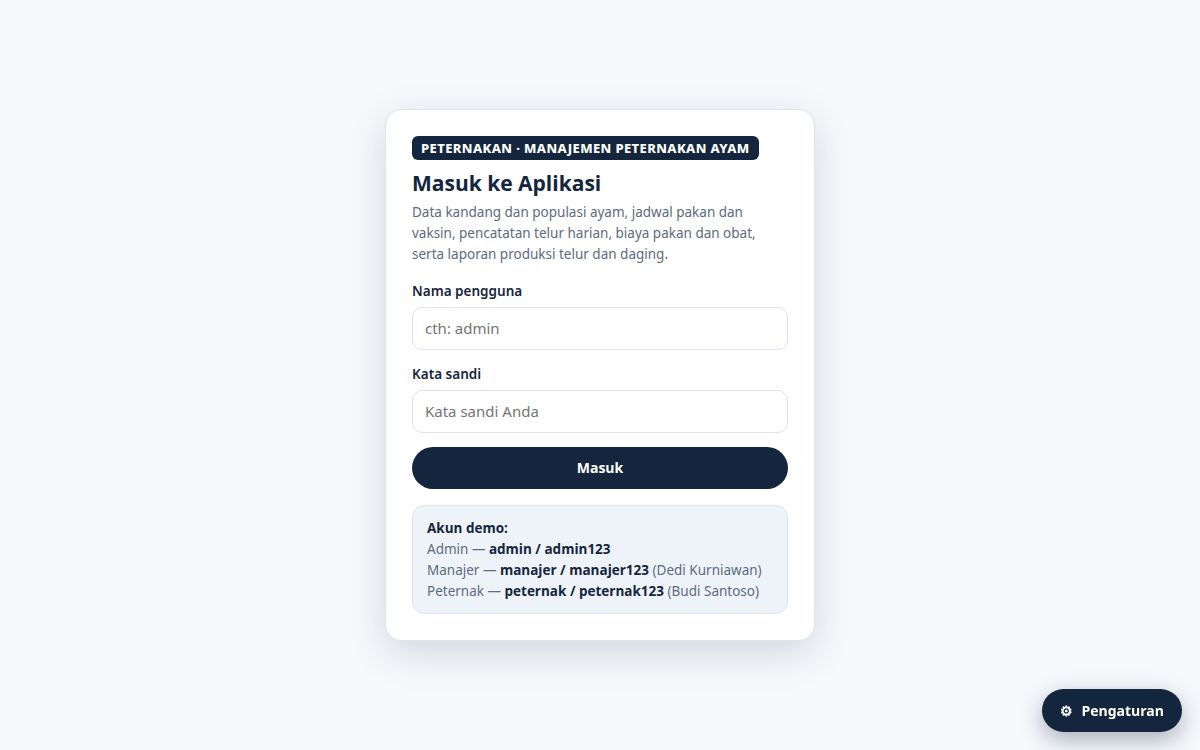 PETERNAKAN · MANAJEMEN PETERNAKAN AYAM
Masuk ke Aplikasi
Data kandang dan populasi ayam, jadwal pakan dan
vaksin, pencatatan telur harian, biaya pakan dan obat,
serta laporan produksi telur dan daging.
Nama pengguna
cth: admin
Kata sandi
Kata sandi Anda
Masuk
Akun demo:
Admin — admin / admin123
Manajer — manajer / manajer123 (Dedi Kurniawan)
Peternak — peternak / peternak123 (Budi Santoso)
⚙ Pengaturan